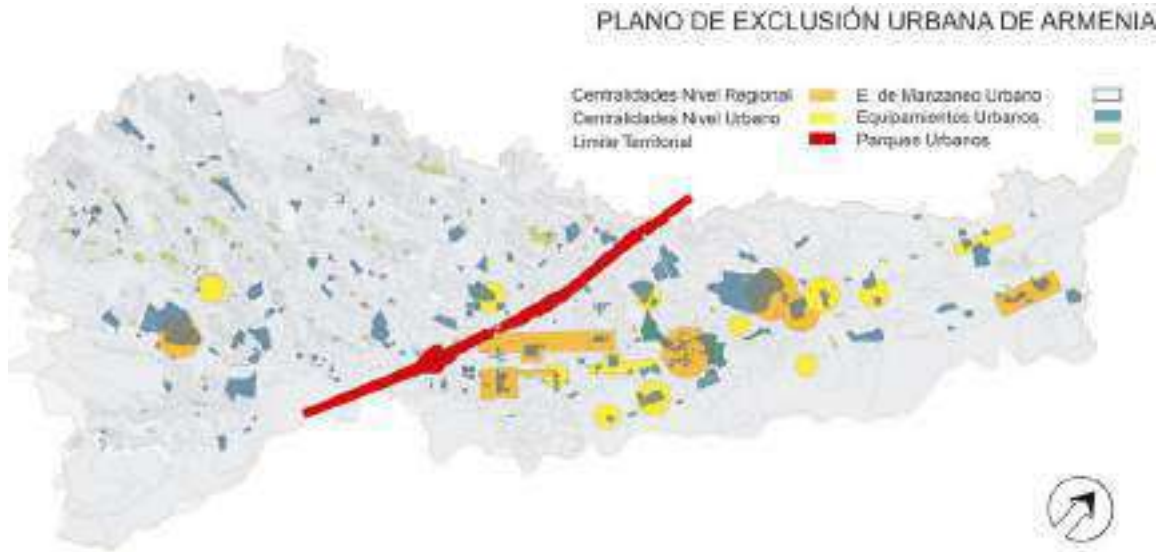 PLANO DE EXCLUSIÓN URBANA DE ARMENIA
Centralidades Nivel Regional
E. de Manzaneo Urbano
Centralidades Nivel Urbano
Equipamientos Urbanos
Limite Territorial
Parques Urbanos